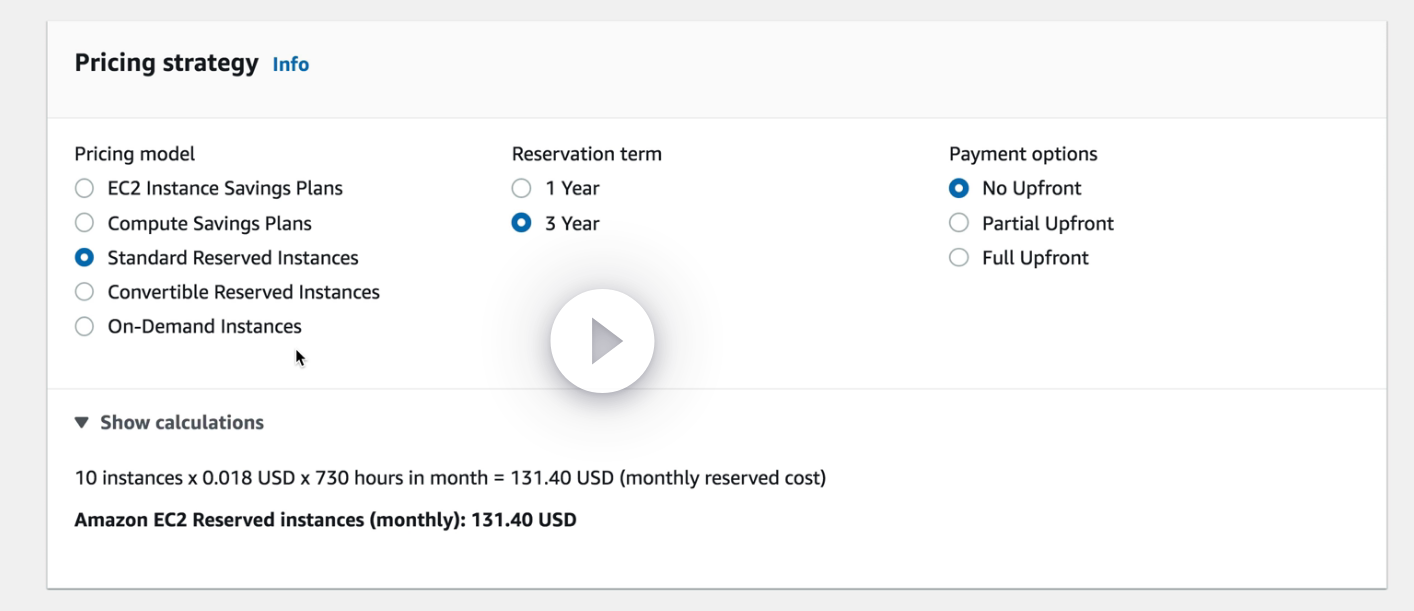 Pricing strategy Info
Pricing model
EC2 Instance Savings Plans
Compute Savings Plans
Standard Reserved Instances
Convertible Reserved Instances
On-Demand Instances
Reservation term
1 Year
3 Year
Payment options
No Upfront
Partial Upfront
Full Upfront
Show calculations
10 instances x 0.018 USD x 730 hours in month = 131.40 USD (monthly reserved cost)
Amazon EC2 Reserved instances (monthly): 131.40 USD